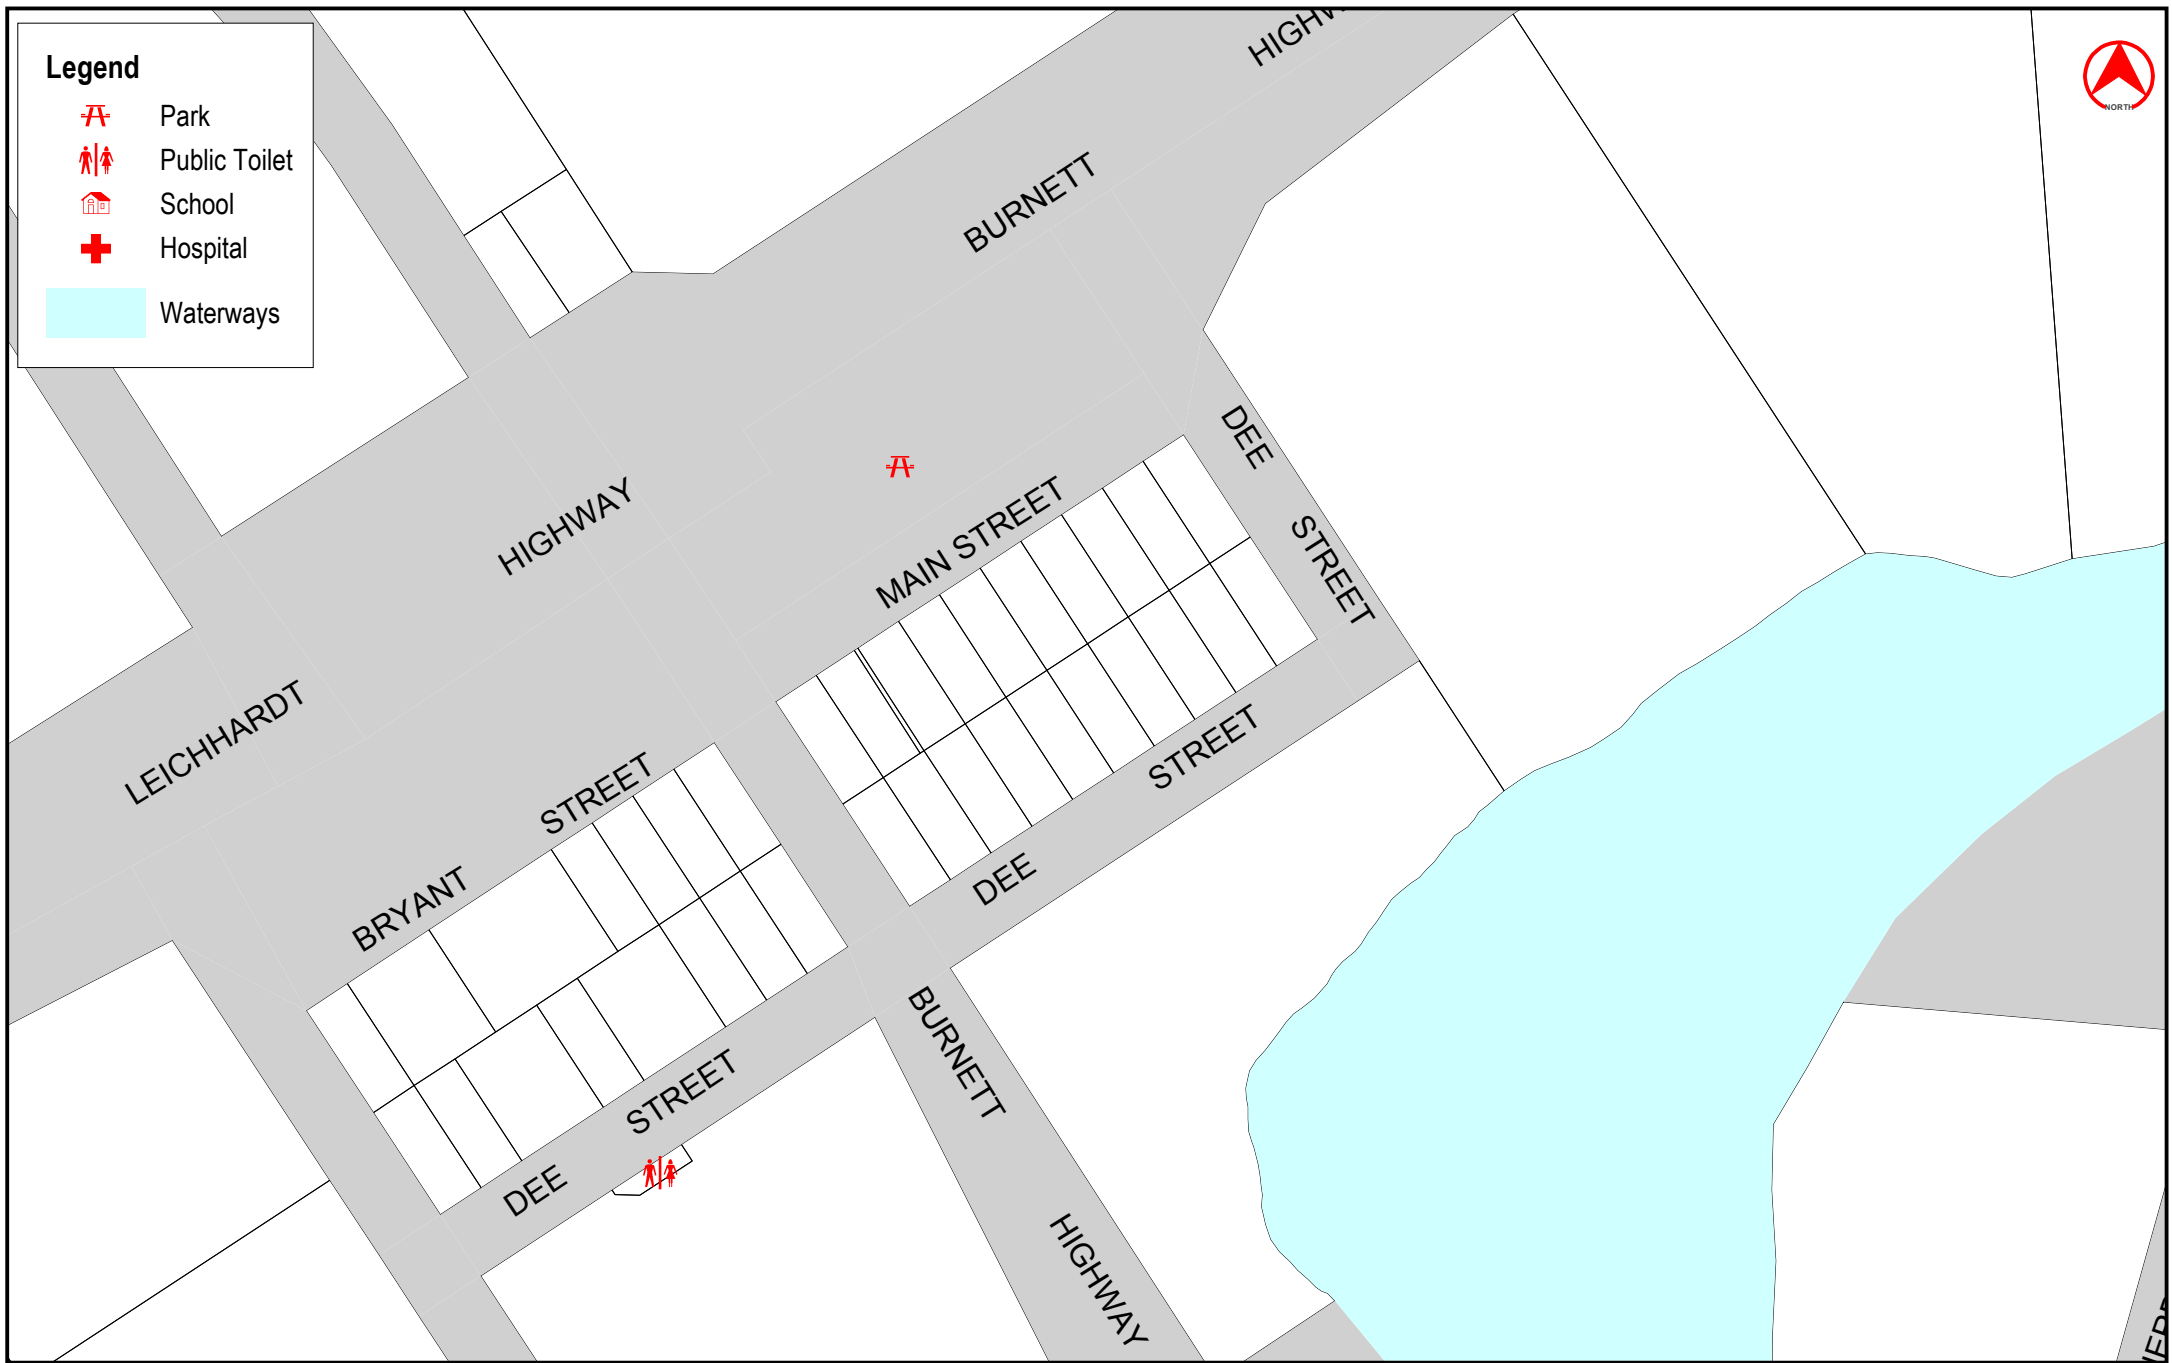 Legend
Park
Public Toilet
School
Hospital
Waterways
NORTH
BURNETT
HIGHWAY
LEICHHARDT
MAIN STREET
DEE
STREET
BRYANT
STREET
DEE
STREET
DEE
STREET
BURNETT
HIGHWAY